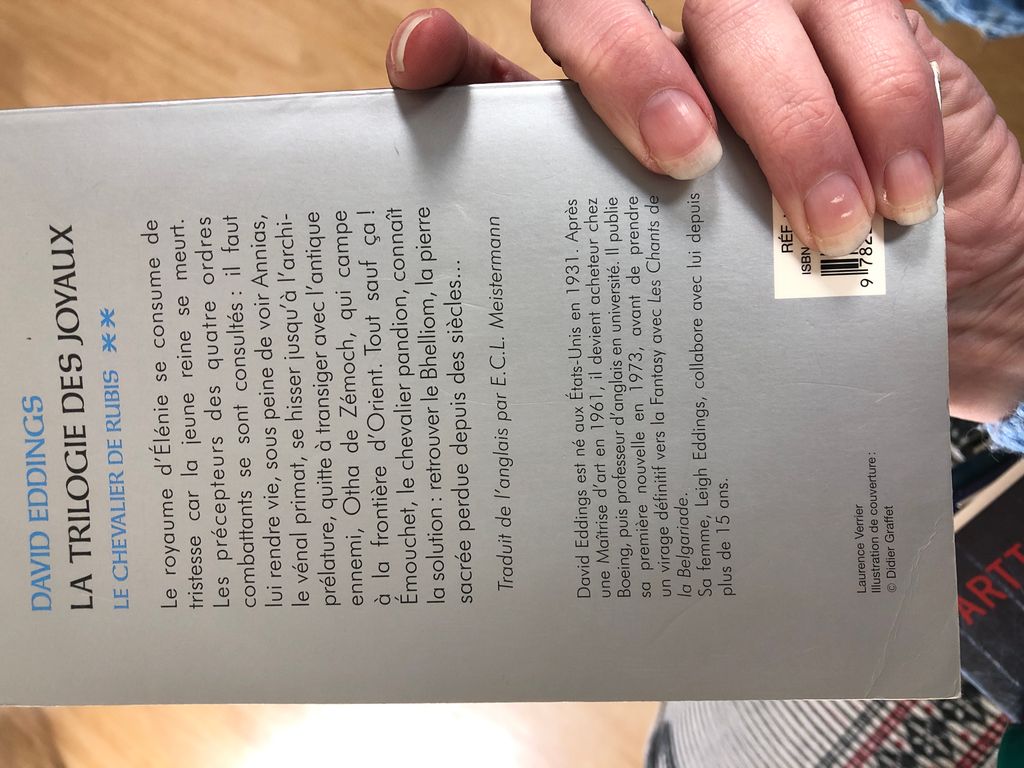 DAVID EDDINGS
LA TRILOGIE DES JOYAUX
LE CHEVALIER DE RUBIS **
Le royaume d'Élénie se consume de
tristesse car la jeune reine se meurt.
Les précepteurs des quatre ordres
combattants se sont consultés : il faut
lui rendre vie, sous peine de voir Annias,
le vénal primat, se hisser jusqu'à l'archi-
prélature, quitte à transiger avec l'antique
ennemi, Otha de Zémoch, qui campe
à la frontière d'Orient. Tout sauf ça !
Émouchet, le chevalier pandion, connaît
la solution : retrouver le Bhelliom, la pierre
sacrée perdue depuis des siècles...
Traduit de l'anglais par E.C.L. Meistermann
David Eddings est né aux États-Unis en 1931. Après
une Maîtrise d'art en 1961, il devient acheteur chez
Boeing, puis professeur d'anglais en université. Il publie
sa première nouvelle en 1973, avant de prendre
un virage définitif vers la Fantasy avec Les Chants de
la Belgariade.
Sa femme, Leigh Eddings, collabore avec lui depuis
plus de 15 ans.
Laurence Verrier
Illustration de couverture :
© Didier Graffet
RÉF
ISBN
9 782
ART